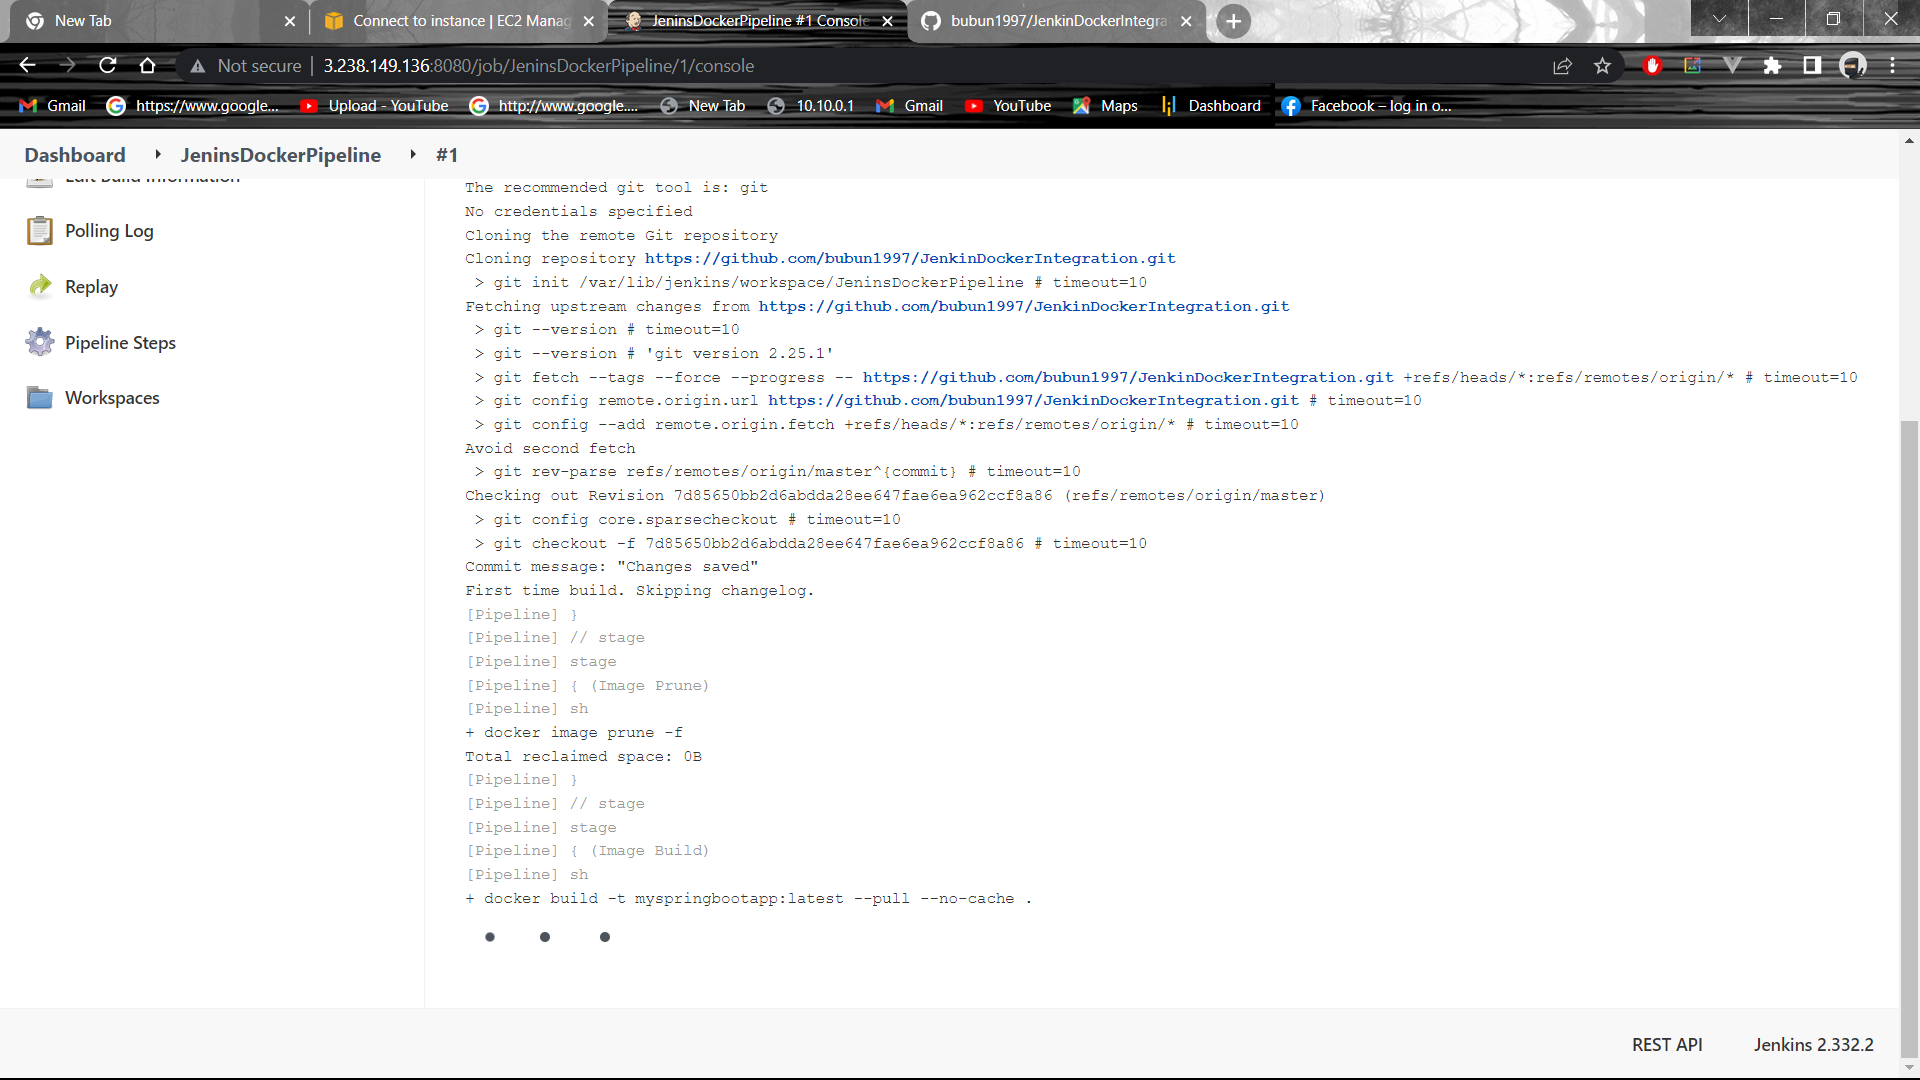 New Tab
Connect to instance | EC2 Manag
JeninsDockerPipeline #1 Console
bubun1997/JenkinDockerIntegra
Not secure
3.238.149.136:8080/job/JeninsDockerPipeline/1/console
Gmail
https://www.google...
Upload - YouTube
http://www.google....
New Tab
10.10.0.1
Gmail
YouTube
Maps
Dashboard
Facebook – log in o...
Dashboard
JeninsDockerPipeline
#1
Edit Build Information
Polling Log
Replay
Pipeline Steps
Workspaces
The recommended git tool is: git
No credentials specified
Cloning the remote Git repository
Cloning repository https://github.com/bubun1997/JenkinDockerIntegration.git
> git init /var/lib/jenkins/workspace/JeninsDockerPipeline # timeout=10
Fetching upstream changes from https://github.com/bubun1997/JenkinDockerIntegration.git
> git --version # timeout=10
> git --version # 'git version 2.25.1'
> git fetch --tags --force --progress -- https://github.com/bubun1997/JenkinDockerIntegration.git +refs/heads/*:refs/remotes/origin/* # timeout=10
> git config remote.origin.url https://github.com/bubun1997/JenkinDockerIntegration.git # timeout=10
> git config --add remote.origin.fetch +refs/heads/*:refs/remotes/origin/* # timeout=10
Avoid second fetch
> git rev-parse refs/remotes/origin/master^{commit} # timeout=10
Checking out Revision 7d85650bb2d6abdda28ee647fae6ea962ccf8a86 (refs/remotes/origin/master)
> git config core.sparsecheckout # timeout=10
> git checkout -f 7d85650bb2d6abdda28ee647fae6ea962ccf8a86 # timeout=10
Commit message: "Changes saved"
First time build. Skipping changelog.
[Pipeline] }
[Pipeline] // stage
[Pipeline] stage
[Pipeline] { (Image Prune)
[Pipeline] sh
+ docker image prune -f
Total reclaimed space: 0B
[Pipeline] }
[Pipeline] // stage
[Pipeline] stage
[Pipeline] { (Image Build)
[Pipeline] sh
+ docker build -t myspringbootapp:latest --pull --no-cache .
REST API
Jenkins 2.332.2